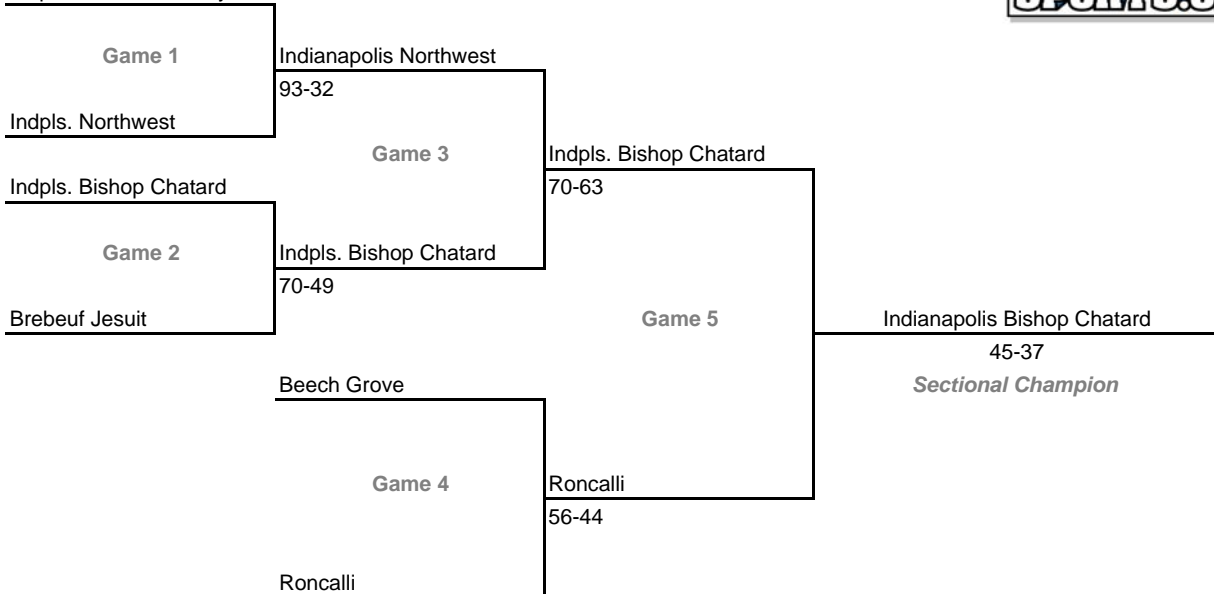 Game 1
Indianapolis Northwest
93-32
Indpls. Northwest
Game 3
Indpls. Bishop Chatard
70-63
Indpls. Bishop Chatard
Game 2
Indpls. Bishop Chatard
70-49
Brebeuf Jesuit
Game 5
Indianapolis Bishop Chatard
45-37
Sectional Champion
Beech Grove
Game 4
Roncalli
56-44
Roncalli